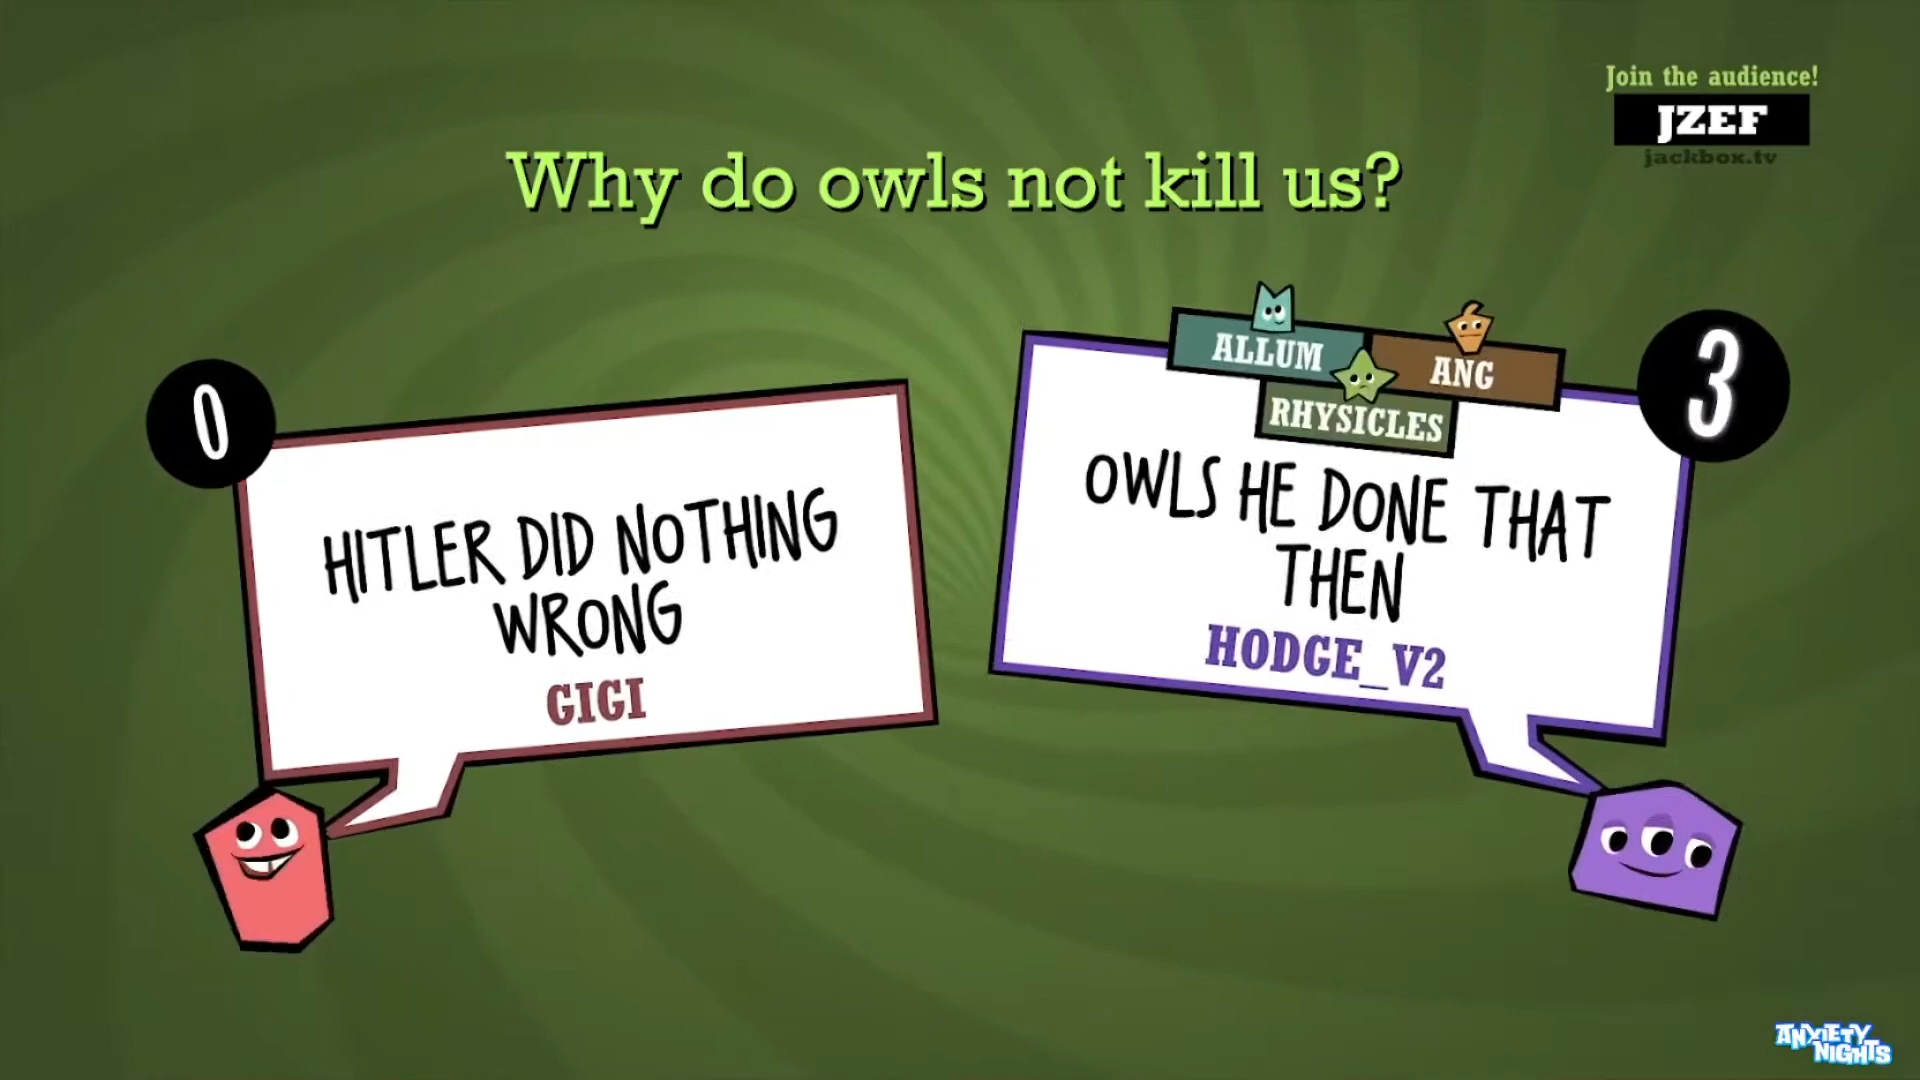 Join the audience!
JZEF
jackbox.tv
Why do owls not kill us?
0
HITLER DID NOTHING
WRONG
GIGI
ALLUM
ANG
RHYSICLES
3
OWLS HE DONE THAT
THEN
HODGE_V2
ANXIETY
NIGHTS